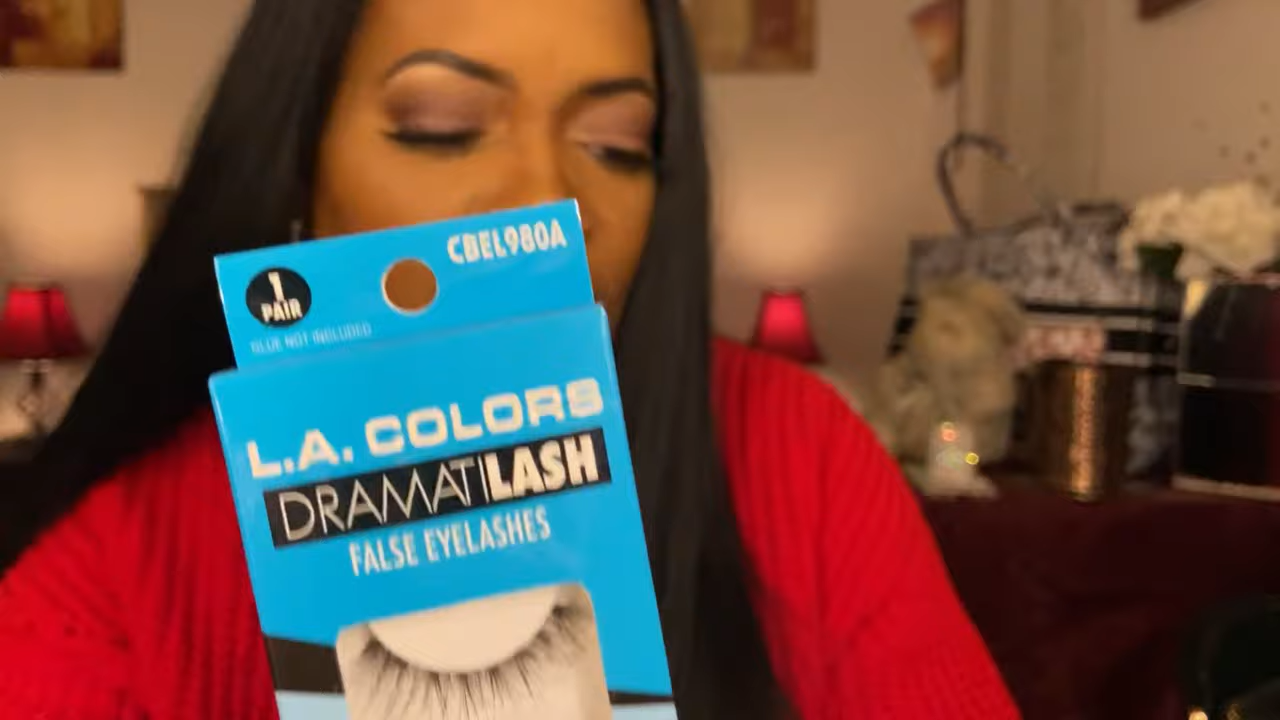 CBEL980A
1
PAIR
GLUE NOT INCLUDED
L.A. COLORS
DRAMATILASH
FALSE EYELASHES